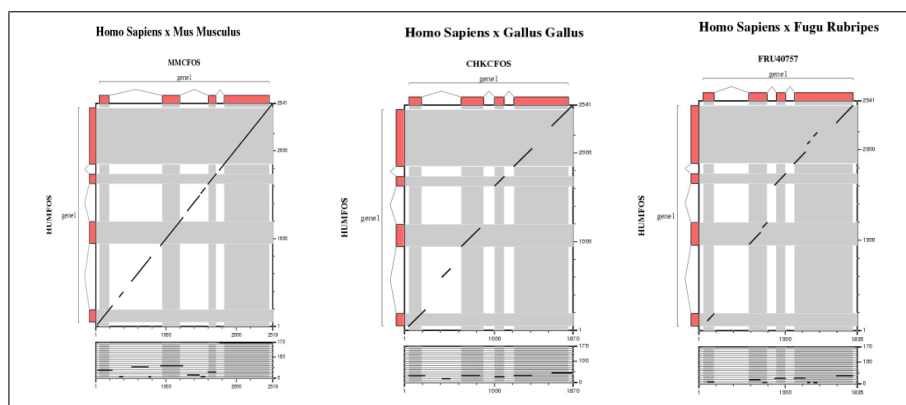 Homo Sapiens x Mus Musculus
MMCFOS
gene1
HUMFOS
gene1
2541
2000
1000
1
1
1000
2000
2519
170
100
0
1
1000
2000
2519
Homo Sapiens x Gallus Gallus
CHKCFOS
gene1
HUMFOS
gene1
2541
2000
1000
1
1
1000
1870
170
100
0
1
1000
1870
Homo Sapiens x Fugu Rubripes
FRU40757
gene1
HUMFOS
gene1
2541
2000
1000
1
1
1000
1835
170
100
0
1
1000
1835